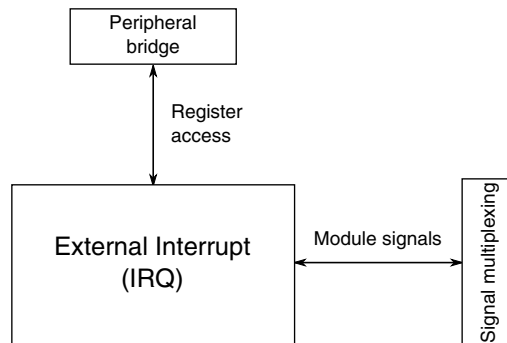 Peripheral
bridge
Register
access
External Interrupt
(IRQ)
Module signals
Signal multiplexing